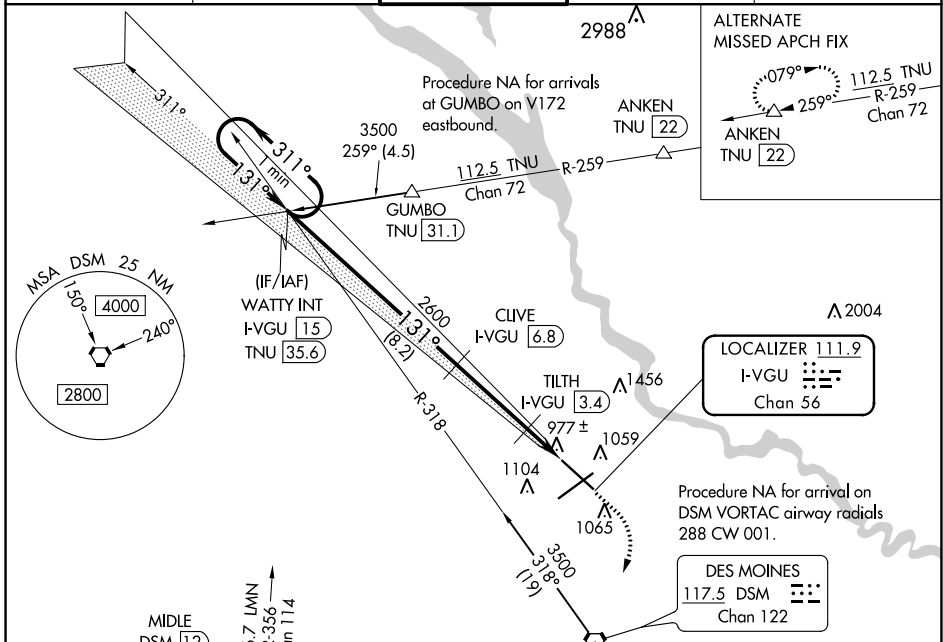 2988
ALTERNATE
MISSED APCH FIX
079°
259°
112.5 TNU
R-259
Chan 72
ANKEN
TNU 22
Procedure NA for arrivals
at GUMBO on V172
eastbound.
ANKEN
TNU 22
3500
259° (4.5)
112.5 TNU
Chan 72
R-259
GUMBO
TNU 31.1
311°
311°
131°
1 min
(IF/IAF)
WATTY INT
I-VGU 15
TNU 35.6
MSA DSM 25 NM
150°
4000
240°
2800
2600
131°
(8.2)
CLIVE
I-VGU 6.8
2004
LOCALIZER 111.9
I-VGU
Chan 56
TILTH
I-VGU 3.4
1456
977 ±
1059
1104
1065
R-318
Procedure NA for arrival on
DSM VORTAC airway radials
288 CW 001.
3500
318°
(19)
DES MOINES
117.5 DSM
Chan 122
MIDLE
DSM 12
LMN